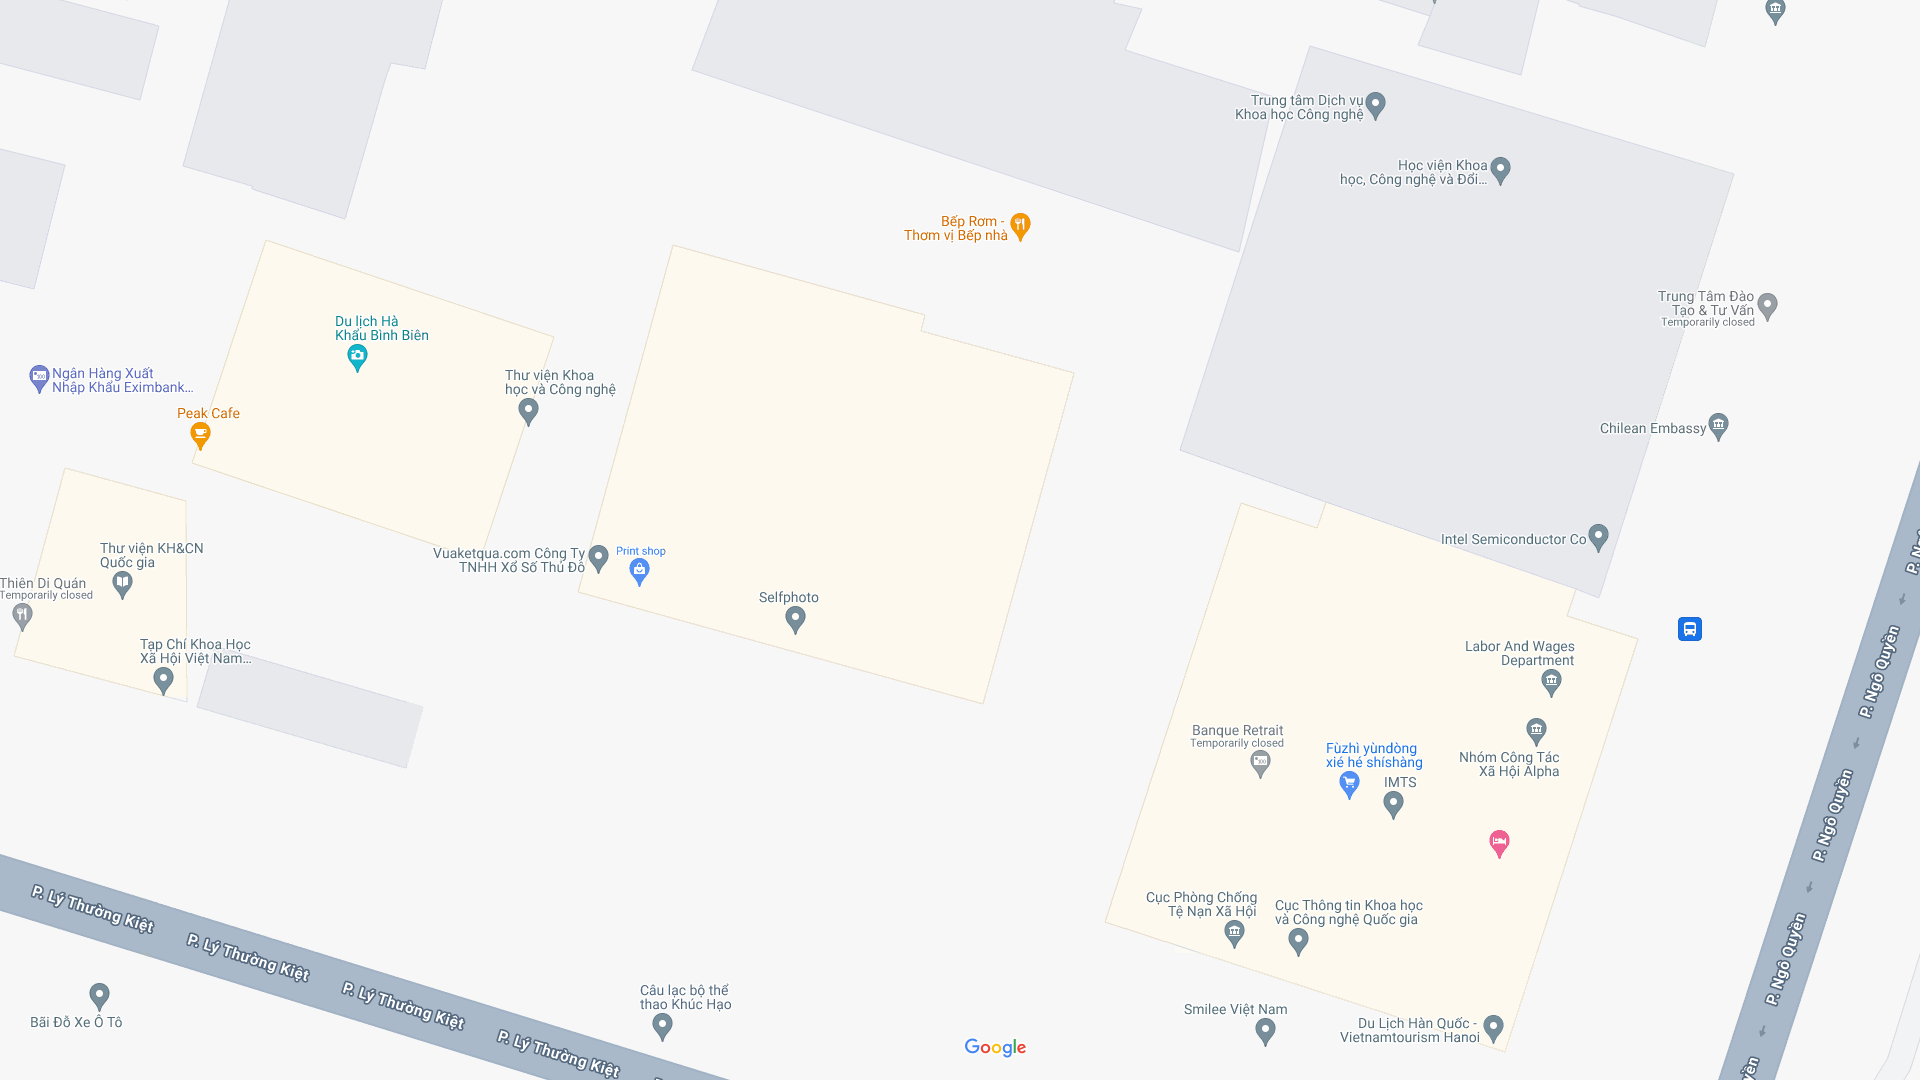 Trung tâm Dịch vụ
Khoa học Công nghệ
Học viện Khoa
học, Công nghệ và Đổi...
Bếp Rơm -
Thơm vị Bếp nhà
Trung Tâm Đào
Tạo & Tư Vấn
Temporarily closed
Du lịch Hà
Khẩu Bình Biên
Ngân Hàng Xuất
Nhập Khẩu Eximbank...
Thư viện Khoa
học và Công nghệ
Peak Cafe
Chilean Embassy
Intel Semiconductor Co
Thư viện KH&CN
Quốc gia
Vuaketqua.com Công Ty
TNHH Xổ Số Thủ Đô
Print shop
Thiên Di Quán
Temporarily closed
Selfphoto
Tạp Chí Khoa Học
Xã Hội Việt Nam...
Labor And Wages
Department
Banque Retrait
Temporarily closed
Fùzhì yùndòng
xié hé shíshàng
IMTS
Nhóm Công Tác
Xã Hội Alpha
Cục Phòng Chống
Tệ Nạn Xã Hội
Cục Thông tin Khoa học
và Công nghệ Quốc gia
P. Ngô Quyền
P. Ngô Quyền
P. Ngô Quyền
P. Lý Thường Kiệt
P. Lý Thường Kiệt
P. Lý Thường Kiệt
P. Lý Thường Kiệt
Bãi Đỗ Xe Ô Tô
Câu lạc bộ thể
thao Khúc Hạo
Smilee Việt Nam
Du Lịch Hàn Quốc -
Vietnamtourism Hanoi
Google